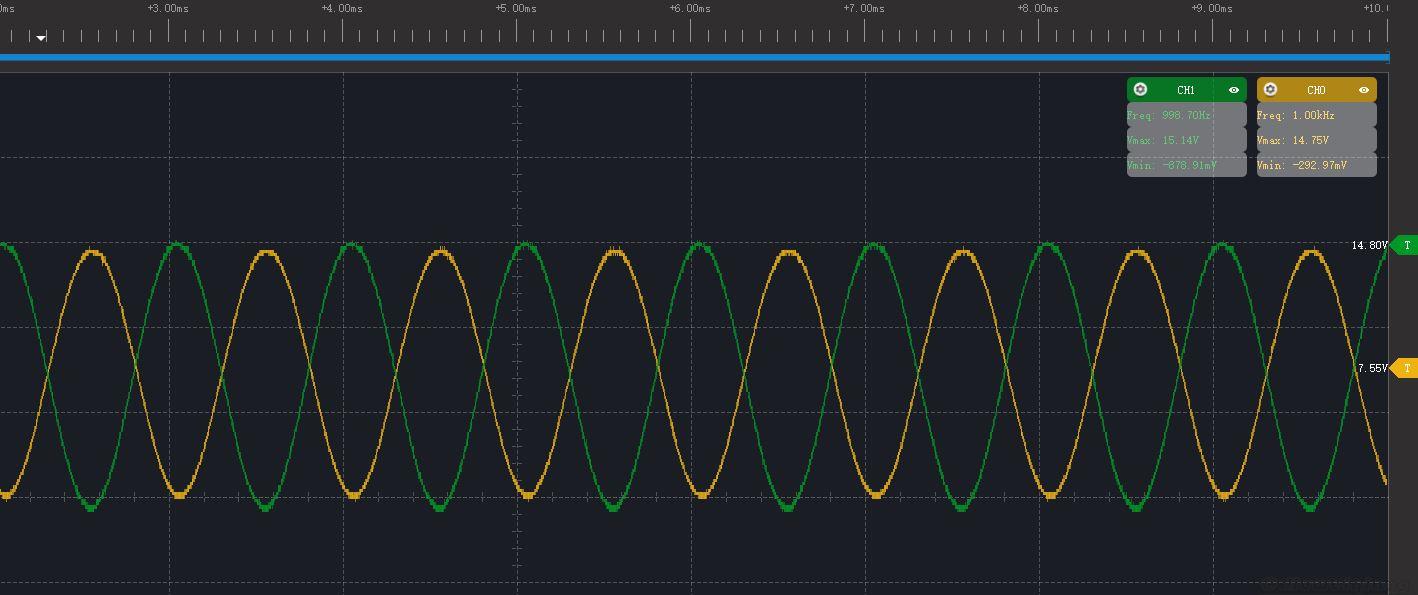 0ms +3.00ms +4.00ms +5.00ms +6.00ms +7.00ms +8.00ms +9.00ms +10.
CH1 CH0
Freq: 998.70Hz Freq: 1.00kHz
Vmax: 15.14V Vmax: 14.75V
Vmin: -878.91mV Vmin: -292.97mV
14.80V T
7.55V T